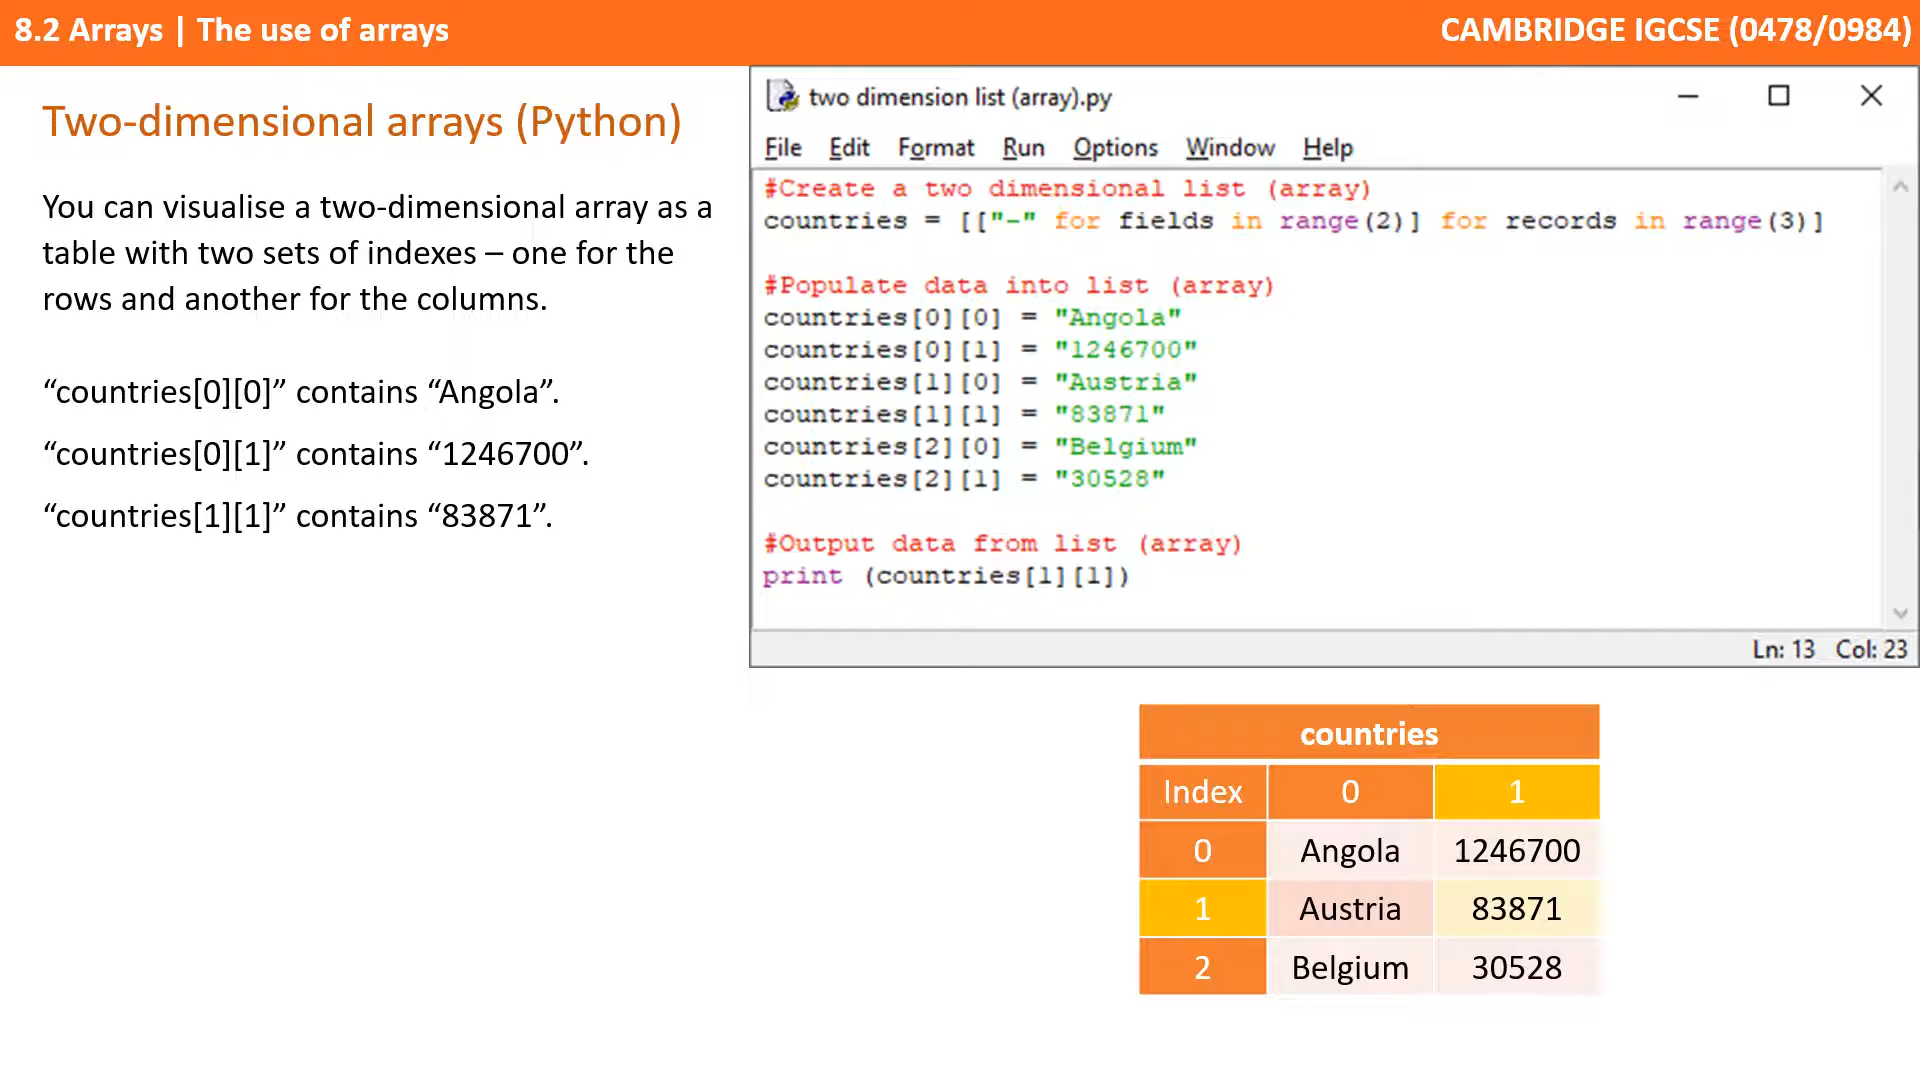 8.2 Arrays | The use of arrays
CAMBRIDGE IGCSE (0478/0984)
Two-dimensional arrays (Python)
You can visualise a two-dimensional array as a
table with two sets of indexes – one for the
rows and another for the columns.
“countries[0][0]” contains “Angola”.
“countries[0][1]” contains “1246700”.
“countries[1][1]” contains “83871”.
two dimension list (array).py
File Edit Format Run Options Window Help
#Create a two dimensional list (array)
countries = [["-" for fields in range(2)] for records in range(3)]
#Populate data into list (array)
countries[0][0] = "Angola"
countries[0][1] = "1246700"
countries[1][0] = "Austria"
countries[1][1] = "83871"
countries[2][0] = "Belgium"
countries[2][1] = "30528"
#Output data from list (array)
print (countries[1][1])
Ln: 13 Col: 23
countries
Index 0 1
0 Angola 1246700
1 Austria 83871
2 Belgium 30528